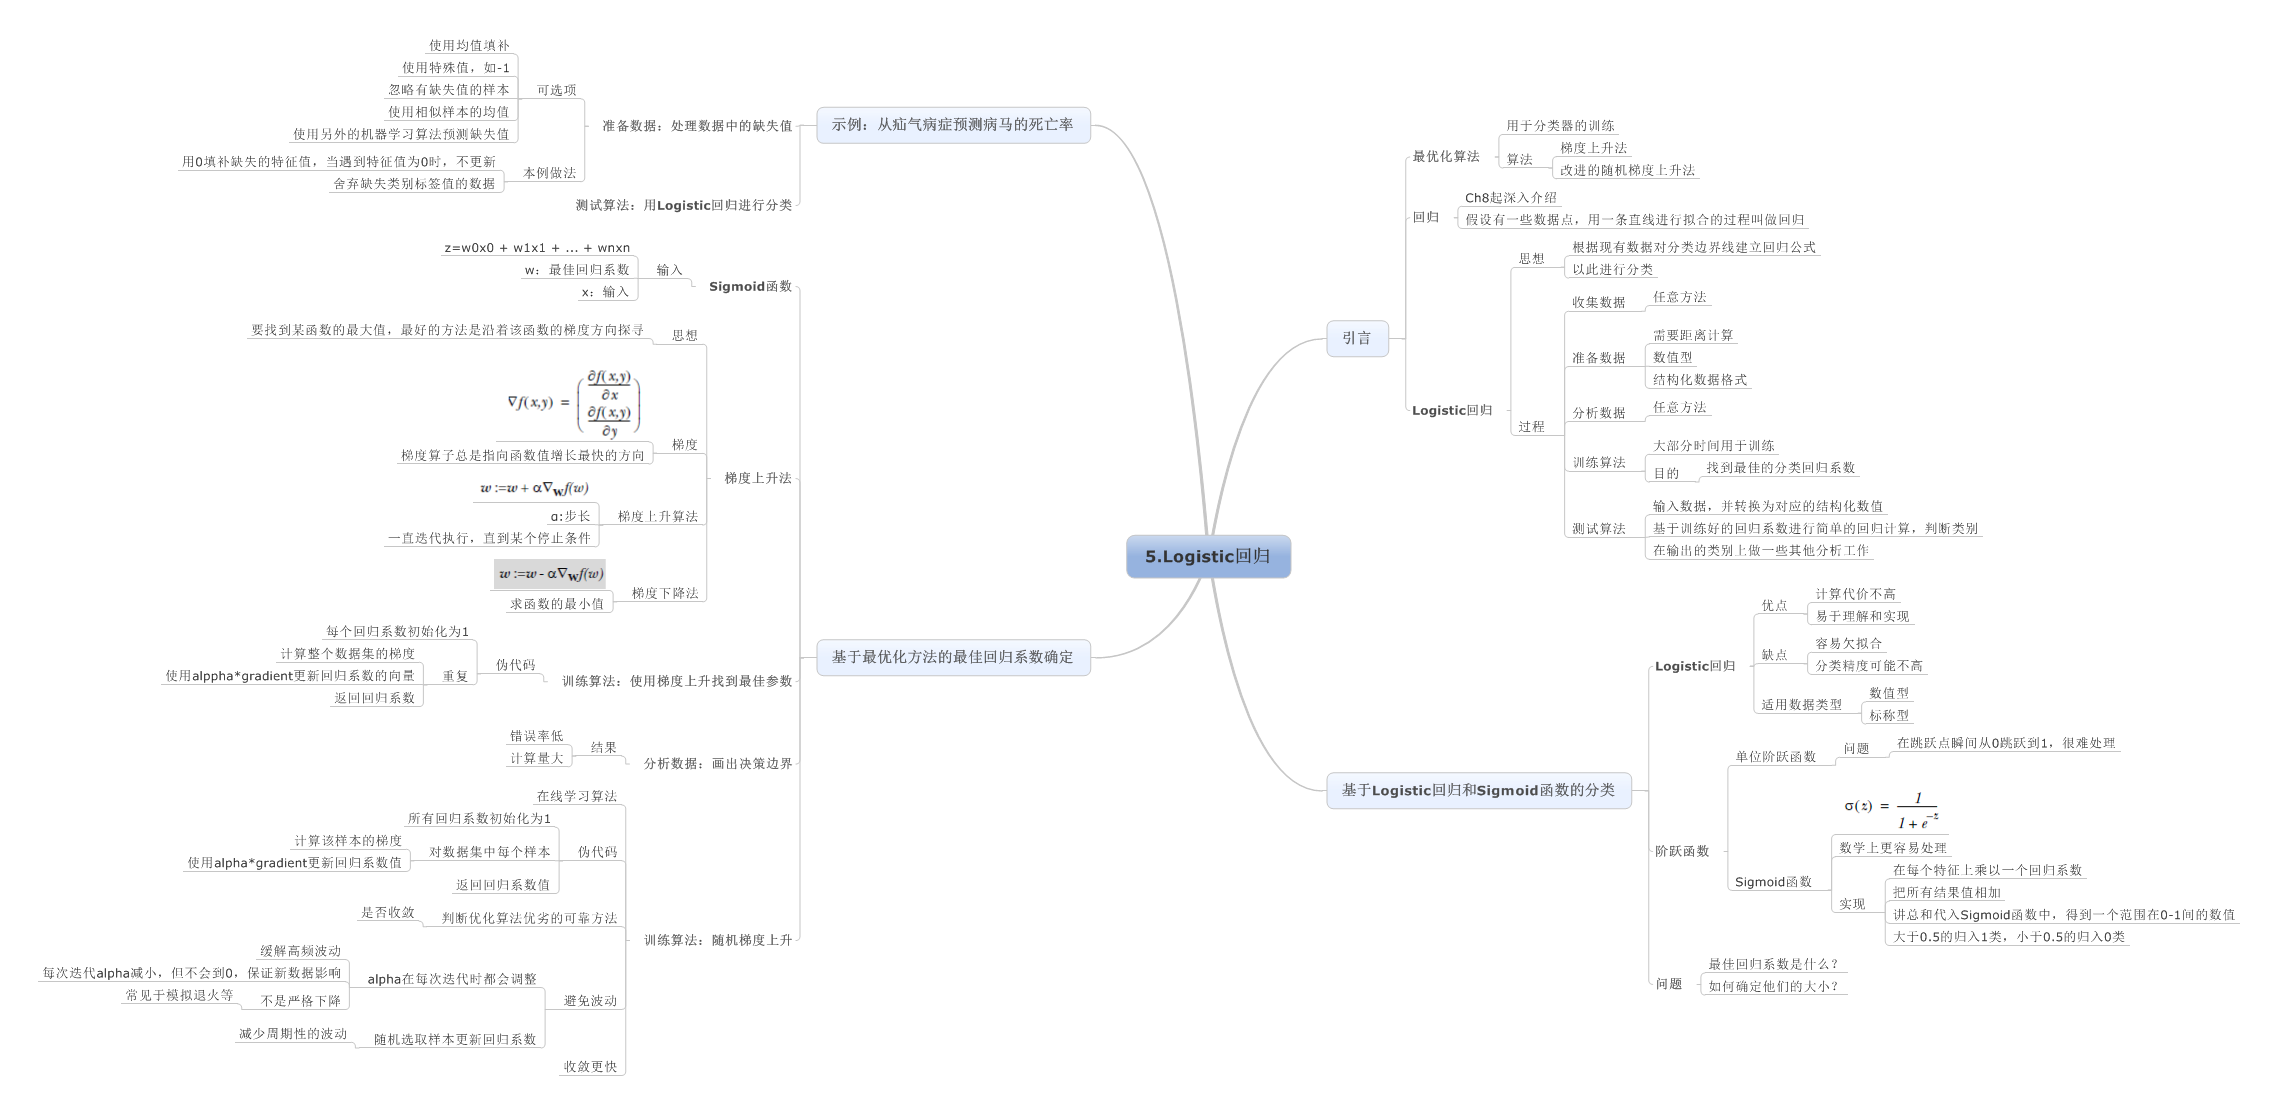 5.Logistic回归
引言
最优化算法
用于分类器的训练
算法
梯度上升法
改进的随机梯度上升法
回归
Ch8起深入介绍
假设有一些数据点，用一条直线进行拟合的过程叫做回归
Logistic回归
思想
根据现有数据对分类边界线建立回归公式
以此进行分类
过程
收集数据
任意方法
准备数据
需要距离计算
数值型
结构化数据格式
分析数据
任意方法
训练算法
大部分时间用于训练
目的
找到最佳的分类回归系数
测试算法
输入数据，并转换为对应的结构化数值
基于训练好的回归系数进行简单的回归计算，判断类别
在输出的类别上做一些其他分析工作
基于Logistic回归和Sigmoid函数的分类
Logistic回归
优点
计算代价不高
易于理解和实现
缺点
容易欠拟合
分类精度可能不高
适用数据类型
数值型
标称型
阶跃函数
单位阶跃函数
问题
在跳跃点瞬间从0跳跃到1，很难处理
Sigmoid函数
σ(z) = 1 / (1 + e^-z)
数学上更容易处理
实现
在每个特征上乘以一个回归系数
把所有结果值相加
讲总和代入Sigmoid函数中，得到一个范围在0-1间的数值
大于0.5的归入1类，小于0.5的归入0类
问题
最佳回归系数是什么？
如何确定他们的大小？
示例：从疝气病症预测病马的死亡率
准备数据：处理数据中的缺失值
可选项
使用均值填补
使用特殊值，如-1
忽略有缺失值的样本
使用相似样本的均值
使用另外的机器学习算法预测缺失值
本例做法
用0填补缺失的特征值，当遇到特征值为0时，不更新
舍弃缺失类别标签值的数据
测试算法：用Logistic回归进行分类
基于最优化方法的最佳回归系数确定
Sigmoid函数
输入
z=w0x0 + w1x1 + ... + wnxn
w：最佳回归系数
x：输入
梯度上升法
思想
要找到某函数的最大值，最好的方法是沿着该函数的梯度方向探寻
梯度
∇f(x,y) = ( ∂f(x,y)/∂x ∂f(x,y)/∂y )
梯度算子总是指向函数值增长最快的方向
梯度上升算法
w :=w + α∇wf(w)
α:步长
一直迭代执行，直到某个停止条件
梯度下降法
w :=w - α∇wf(w)
求函数的最小值
训练算法：使用梯度上升找到最佳参数
伪代码
每个回归系数初始化为1
重复
计算整个数据集的梯度
使用alppha*gradient更新回归系数的向量
返回回归系数
分析数据：画出决策边界
结果
错误率低
计算量大
训练算法：随机梯度上升
在线学习算法
伪代码
所有回归系数初始化为1
对数据集中每个样本
计算该样本的梯度
使用alpha*gradient更新回归系数值
返回回归系数值
判断优化算法优劣的可靠方法
是否收敛
避免波动
alpha在每次迭代时都会调整
缓解高频波动
每次迭代alpha减小，但不会到0，保证新数据影响
不是严格下降
常见于模拟退火等
随机选取样本更新回归系数
减少周期性的波动
收敛更快